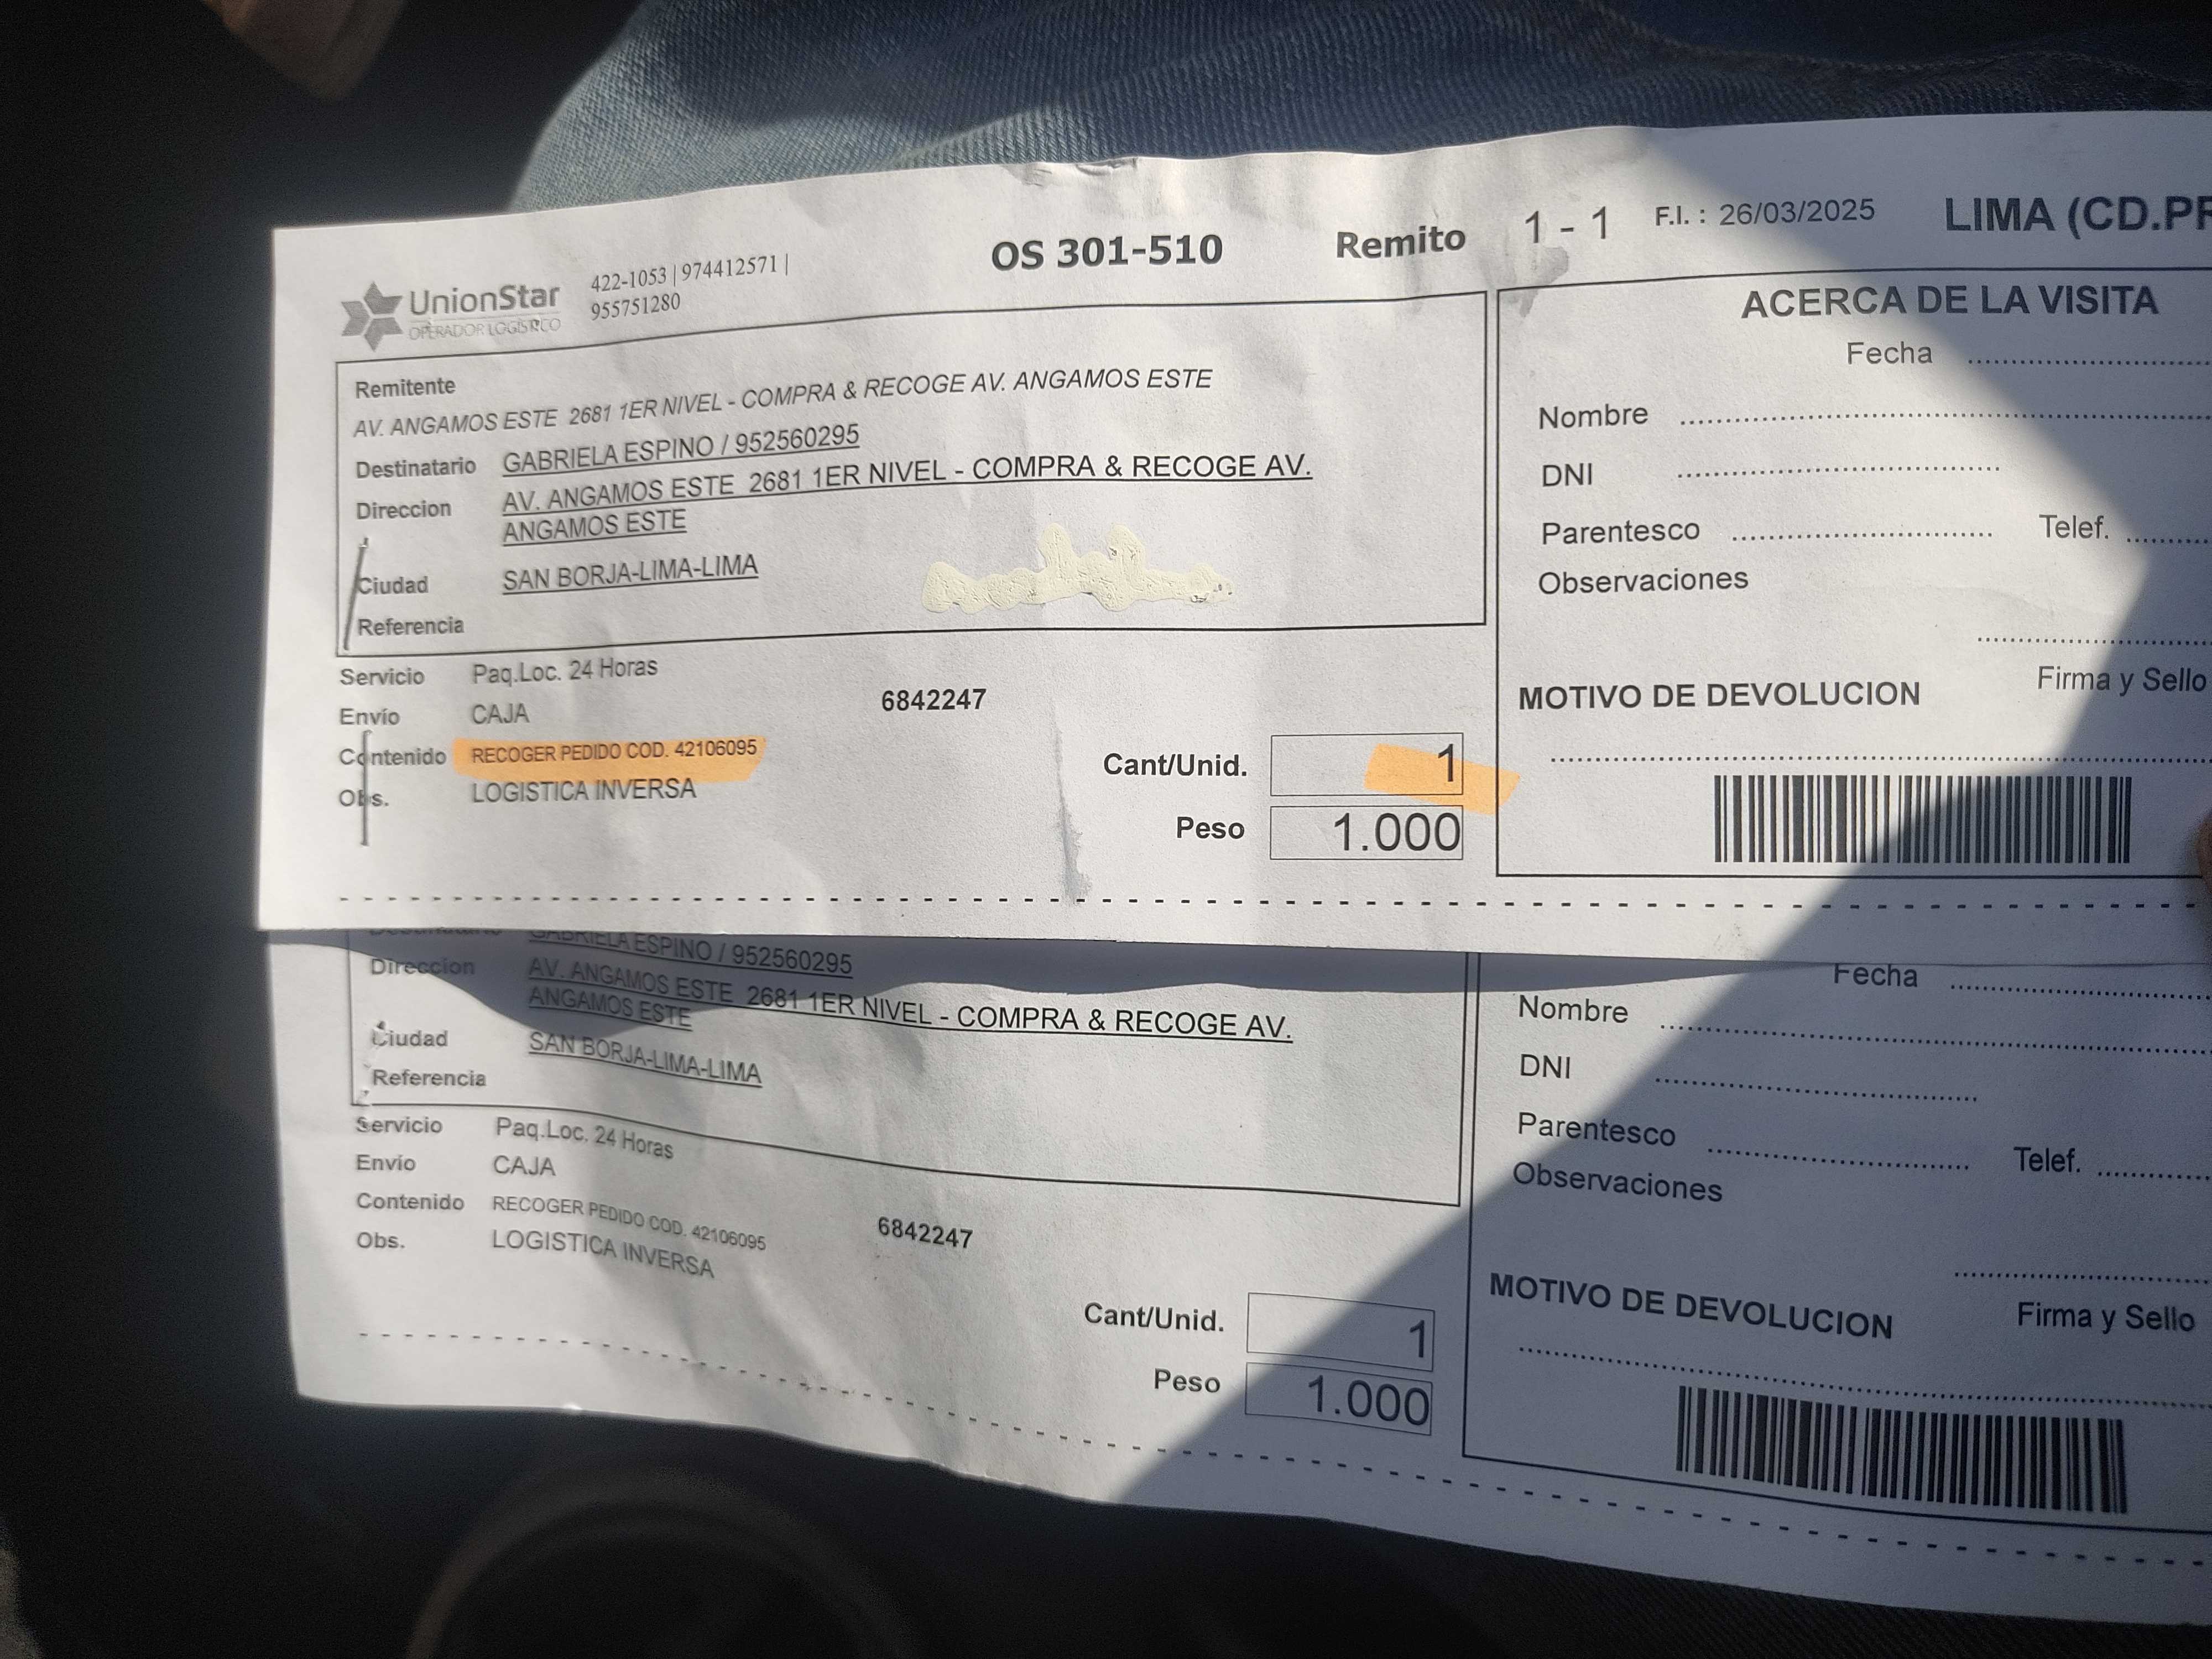 OS 301-510 Remito 1 - 1 F.I. : 26/03/2025 LIMA (CD.PR
UnionStar
OPERADOR LOGÍSTICO
422-1053 | 974412571 |
955751280
Remitente
AV. ANGAMOS ESTE 2681 1ER NIVEL - COMPRA & RECOGE AV. ANGAMOS ESTE
Destinatario GABRIELA ESPINO / 952560295
Direccion AV. ANGAMOS ESTE 2681 1ER NIVEL - COMPRA & RECOGE AV.
ANGAMOS ESTE
Ciudad SAN BORJA-LIMA-LIMA
Referencia
Servicio Paq.Loc. 24 Horas
6842247
Envío CAJA
Contenido RECOGER PEDIDO COD. 42106095
Obs. LOGISTICA INVERSA
Cant/Unid. 1
Peso 1.000
ACERCA DE LA VISITA
Fecha
Nombre
DNI
Parentesco Telef.
Observaciones
Firma y Sello
MOTIVO DE DEVOLUCION
Destinatario GABRIELA ESPINO / 952560295
Direccion AV. ANGAMOS ESTE 2681 1ER NIVEL - COMPRA & RECOGE AV.
ANGAMOS ESTE
Ciudad SAN BORJA-LIMA-LIMA
Referencia
Servicio Paq.Loc. 24 Horas
Envío CAJA
Contenido RECOGER PEDIDO COD. 42106095
6842247
Obs. LOGISTICA INVERSA
Cant/Unid. 1
Peso 1.000
Fecha
Nombre
DNI
Parentesco Telef.
Observaciones
MOTIVO DE DEVOLUCION Firma y Sello